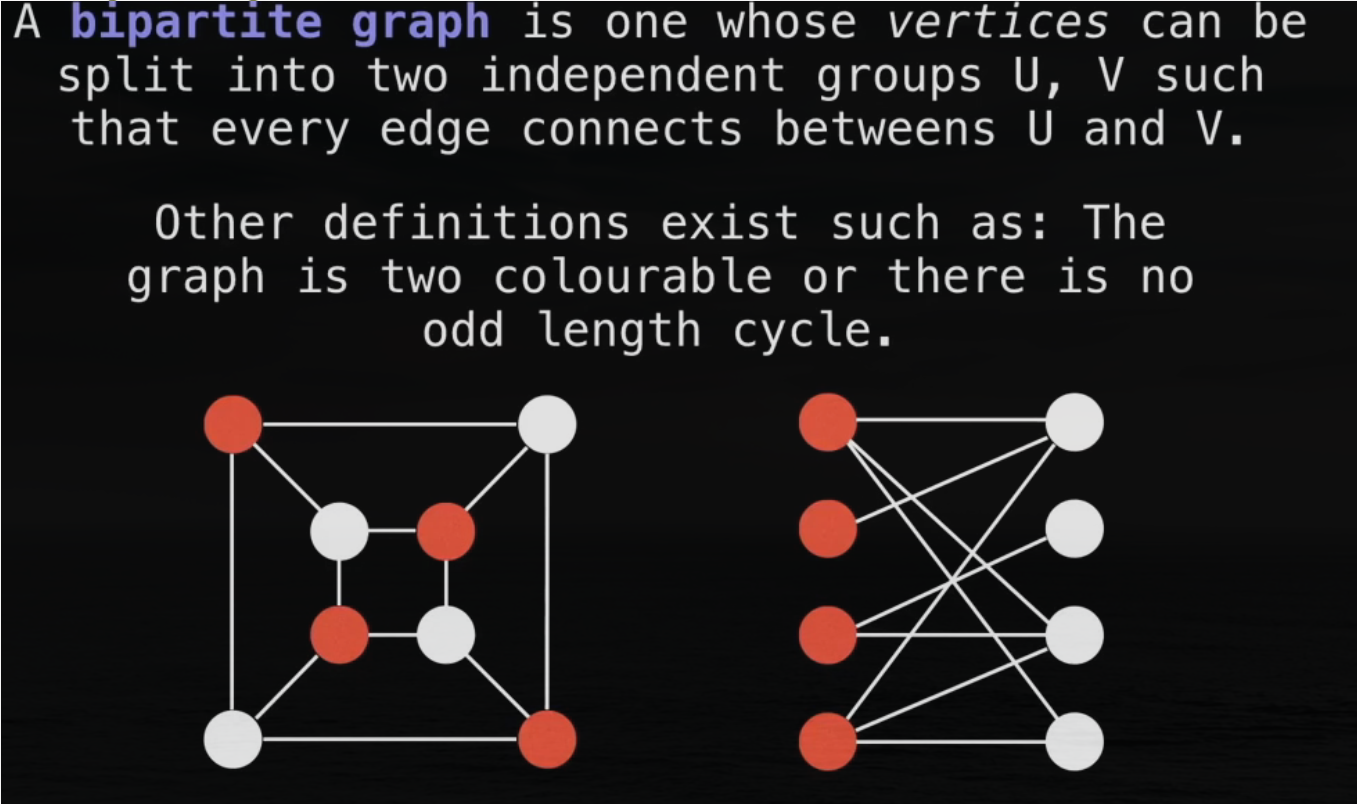 A bipartite graph is one whose vertices can be
split into two independent groups U, V such
that every edge connects betweens U and V.
Other definitions exist such as: The
graph is two colourable or there is no
odd length cycle.